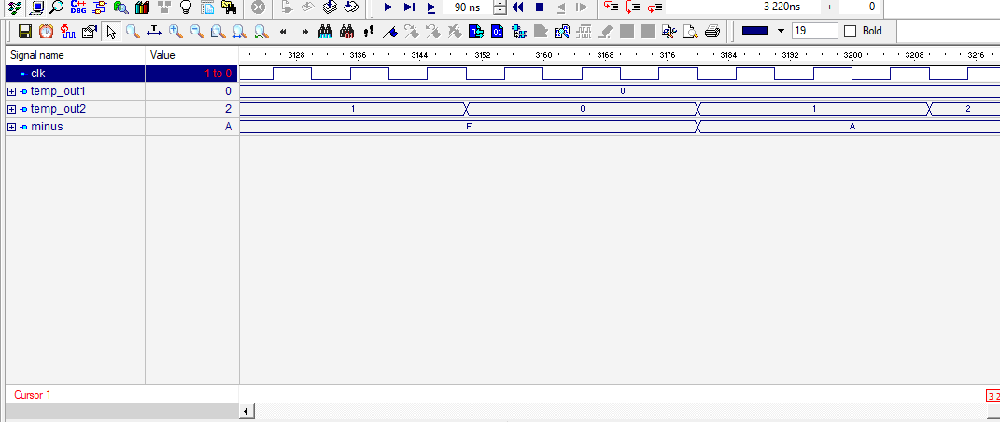 C++
DBG
90 ns
3 220ns + 0
01
19 Bold
Signal name Value
3128 3136 3144 3152 3160 3168 3176 3184 3192 3200 3208 3216
clk 1 to 0
temp_out1 0 0
temp_out2 2 1 0 1 2
minus A F A
Cursor 1
3 2